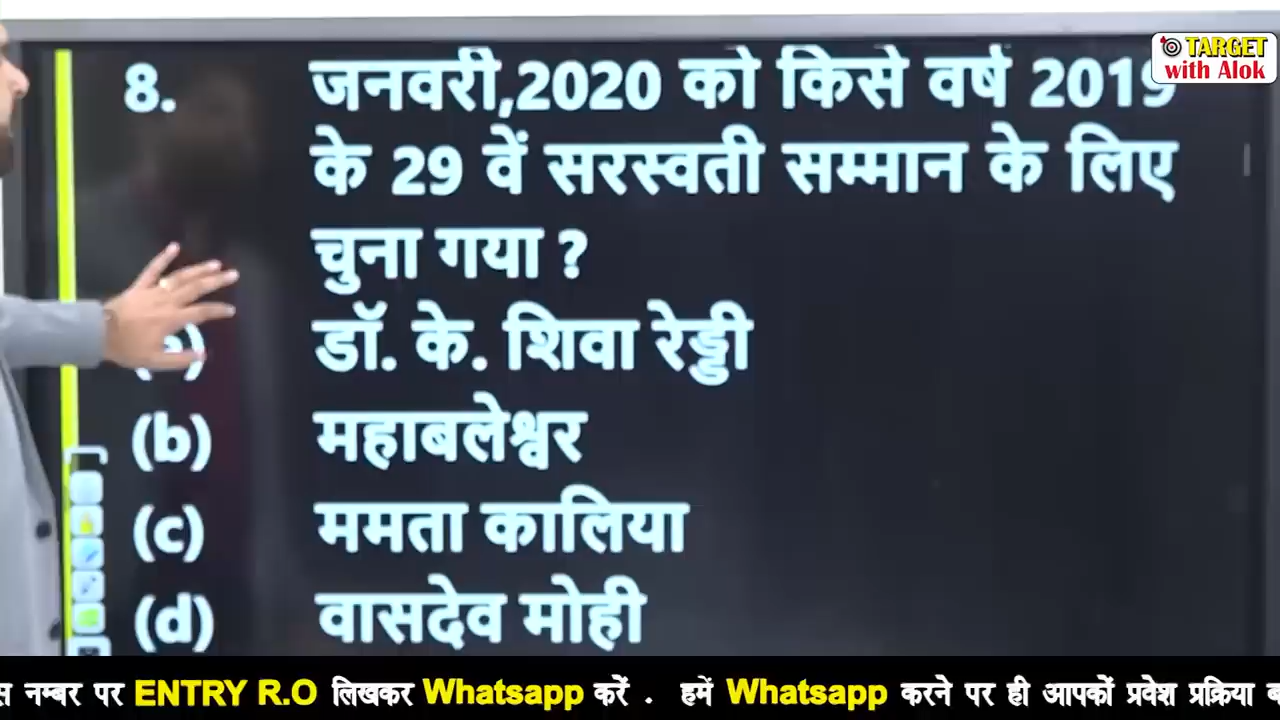 TARGET
with Alok
8. जनवरी,2020 को किसे वर्ष 2019
के 29 वें सरस्वती सम्मान के लिए
चुना गया ?
डॉ. के. शिवा रेड्डी
(b) महाबलेश्वर
(c) ममता कालिया
(d) वासदेव मोही
नम्बर पर ENTRY R.O लिखकर Whatsapp करें . हमें Whatsapp करने पर ही आपकों प्रवेश प्रक्रिया